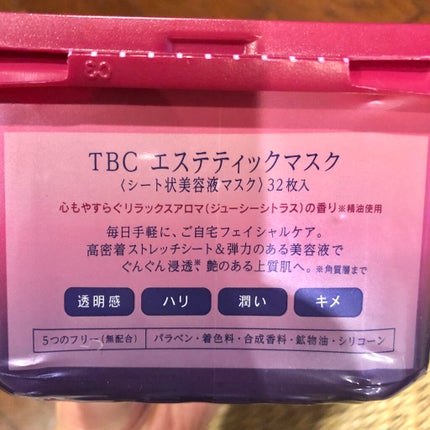 TBC エステティックマスク
〈シート状美容液マスク〉32枚入
心もやすらぐリラックスアロマ(ジューシーシトラス)の香り※精油使用
毎日手軽に、ご自宅フェイシャルケア。
高密着ストレッチシート&弾力のある美容液で
ぐんぐん浸透※艶のある上質肌へ。※角質層まで
透明感 ハリ 潤い キメ
5つのフリー(無配合) パラベン・着色料・合成香料・鉱物油・シリコーン